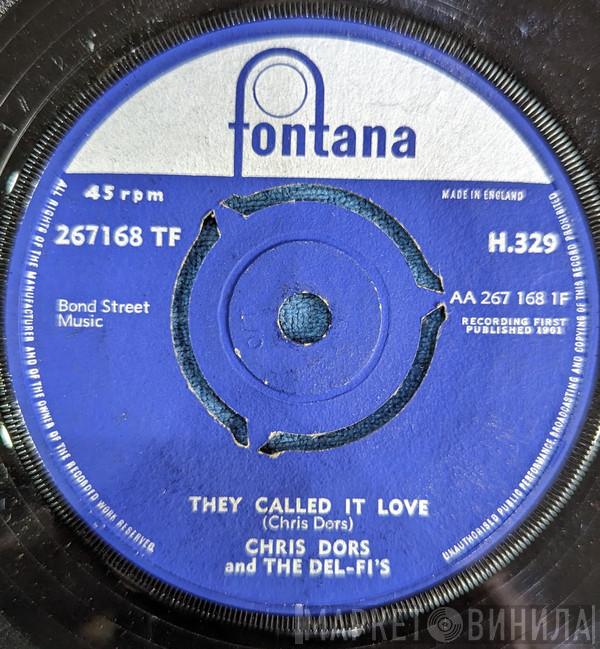 fontana
45 rpm
MADE IN ENGLAND
267168 TF
H.329
Bond Street
Music
AA 267 168 1F
RECORDING FIRST
PUBLISHED 1961
THEY CALLED IT LOVE
(Chris Dors)
CHRIS DORS
and THE DEL-FI'S
ALL RIGHTS OF THE MANUFACTURER AND OF THE OWNER OF THE RECORDED WORK RESERVED.
UNAUTHORISED PUBLIC PERFORMANCE, BROADCASTING AND COPYING OF THIS RECORD PROHIBITED
МАРКЕТ ВИНИЛА